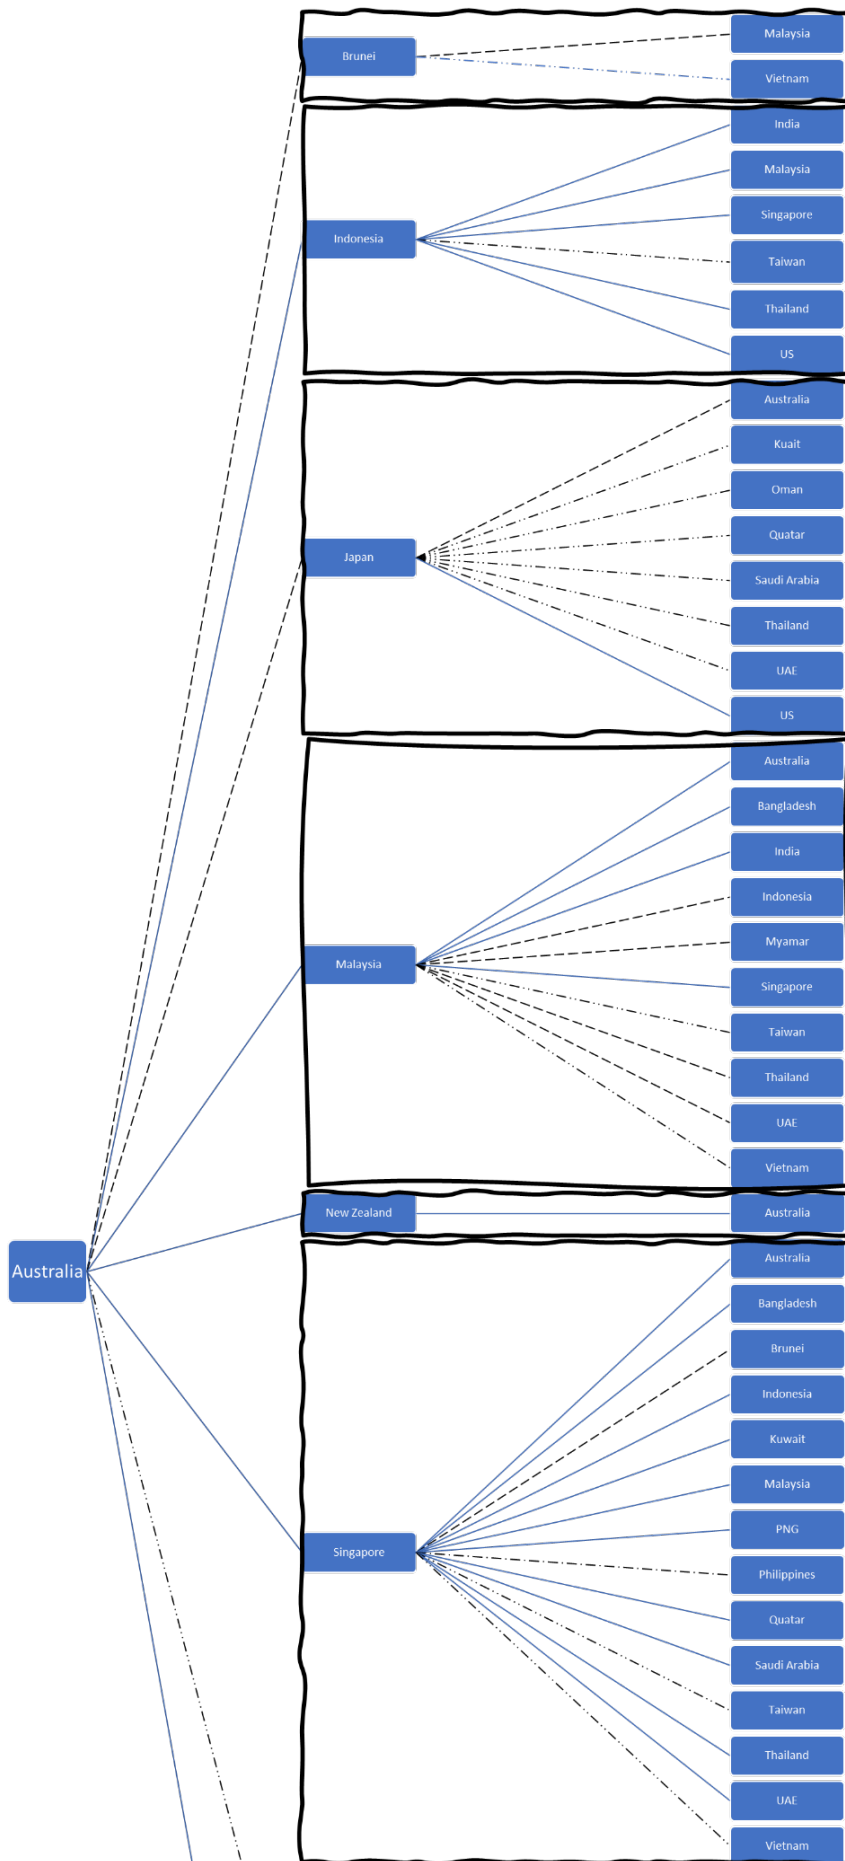 Australia
Brunei
Malaysia
Vietnam
Indonesia
India
Malaysia
Singapore
Taiwan
Thailand
US
Japan
Australia
Kuait
Oman
Quatar
Saudi Arabia
Thailand
UAE
US
Malaysia
Australia
Bangladesh
India
Indonesia
Myamar
Singapore
Taiwan
Thailand
UAE
Vietnam
New Zealand
Australia
Singapore
Australia
Bangladesh
Brunei
Indonesia
Kuwait
Malaysia
PNG
Philippines
Quatar
Saudi Arabia
Taiwan
Thailand
UAE
Vietnam